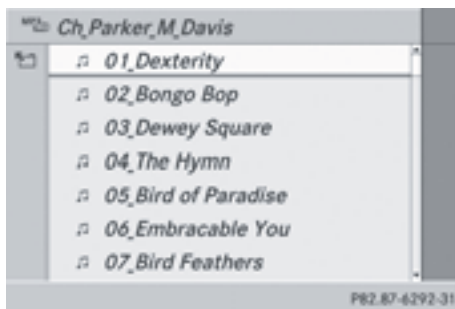 MP3 Ch_Parker_M_Davis
01_Dexterity
02_Bongo Bop
03_Dewey Square
04_The Hymn
05_Bird of Paradise
06_Embracable You
07_Bird Feathers
P82.87-6292-31